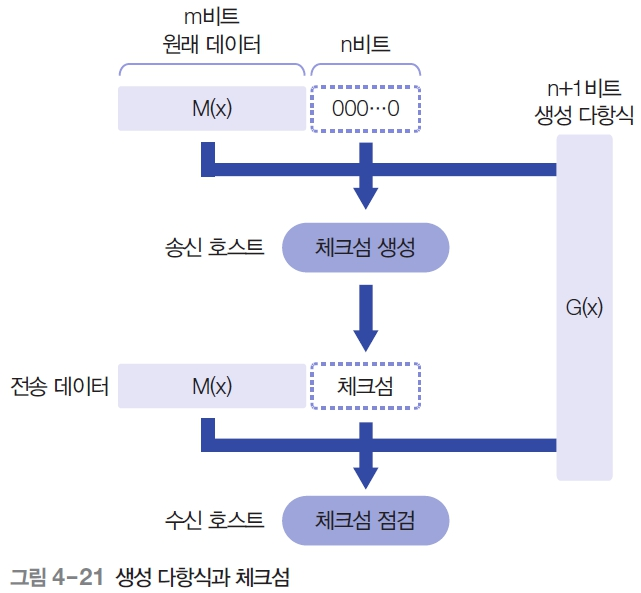 m비트
원래 데이터
n비트
n+1비트
생성 다항식
M(x)
000…0
송신 호스트
체크섬 생성
G(x)
전송 데이터
M(x)
체크섬
수신 호스트
체크섬 점검
그림 4-21 생성 다항식과 체크섬